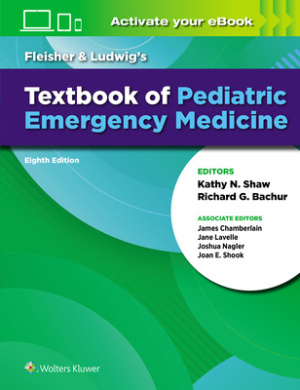 Activate your eBook
Fleisher & Ludwig's
Textbook of Pediatric
Emergency Medicine
Eighth Edition
EDITORS
Kathy N. Shaw
Richard G. Bachur
ASSOCIATE EDITORS
James Chamberlain
Jane Lavelle
Joshua Nagler
Joan E. Shook
Wolters Kluwer